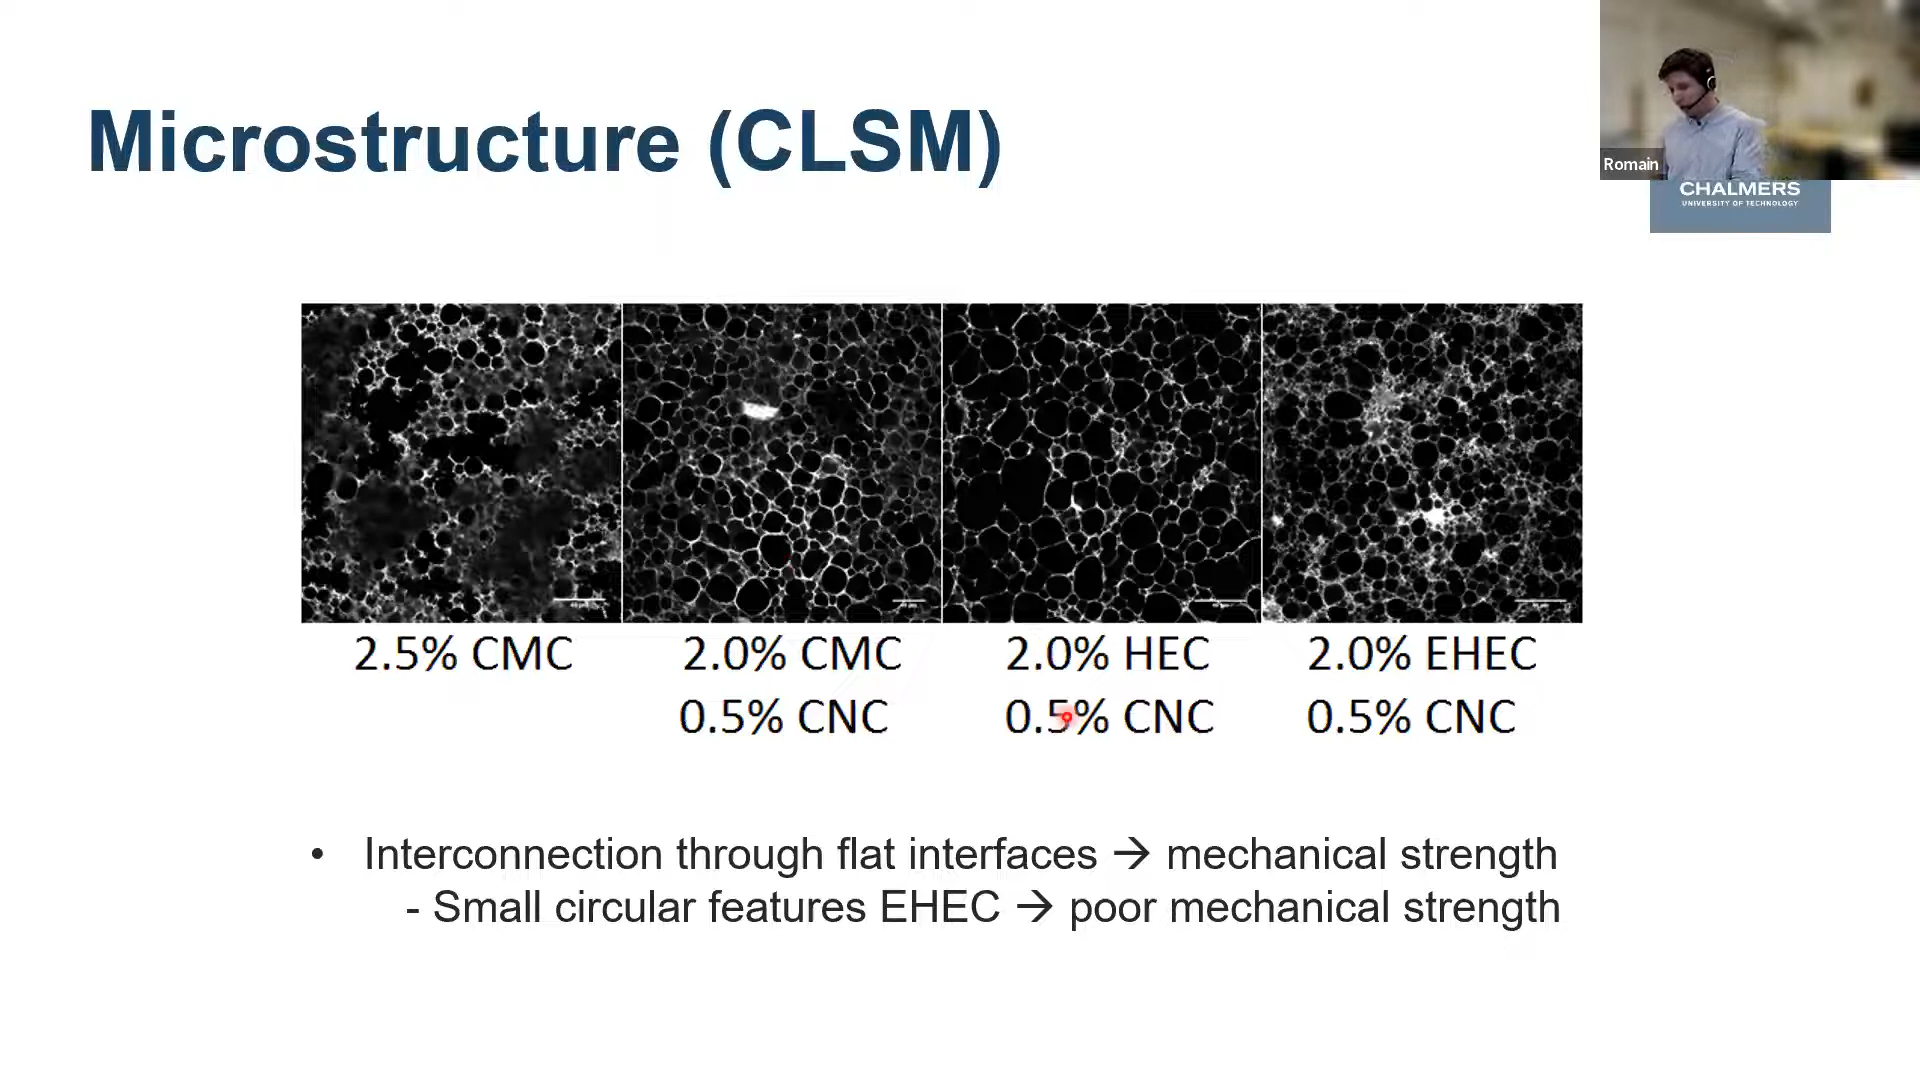 Microstructure (CLSM)
Romain
CHALMERS
UNIVERSITY OF TECHNOLOGY
2.5% CMC
2.0% CMC
0.5% CNC
2.0% HEC
0.5% CNC
2.0% EHEC
0.5% CNC
• Interconnection through flat interfaces → mechanical strength
- Small circular features EHEC → poor mechanical strength